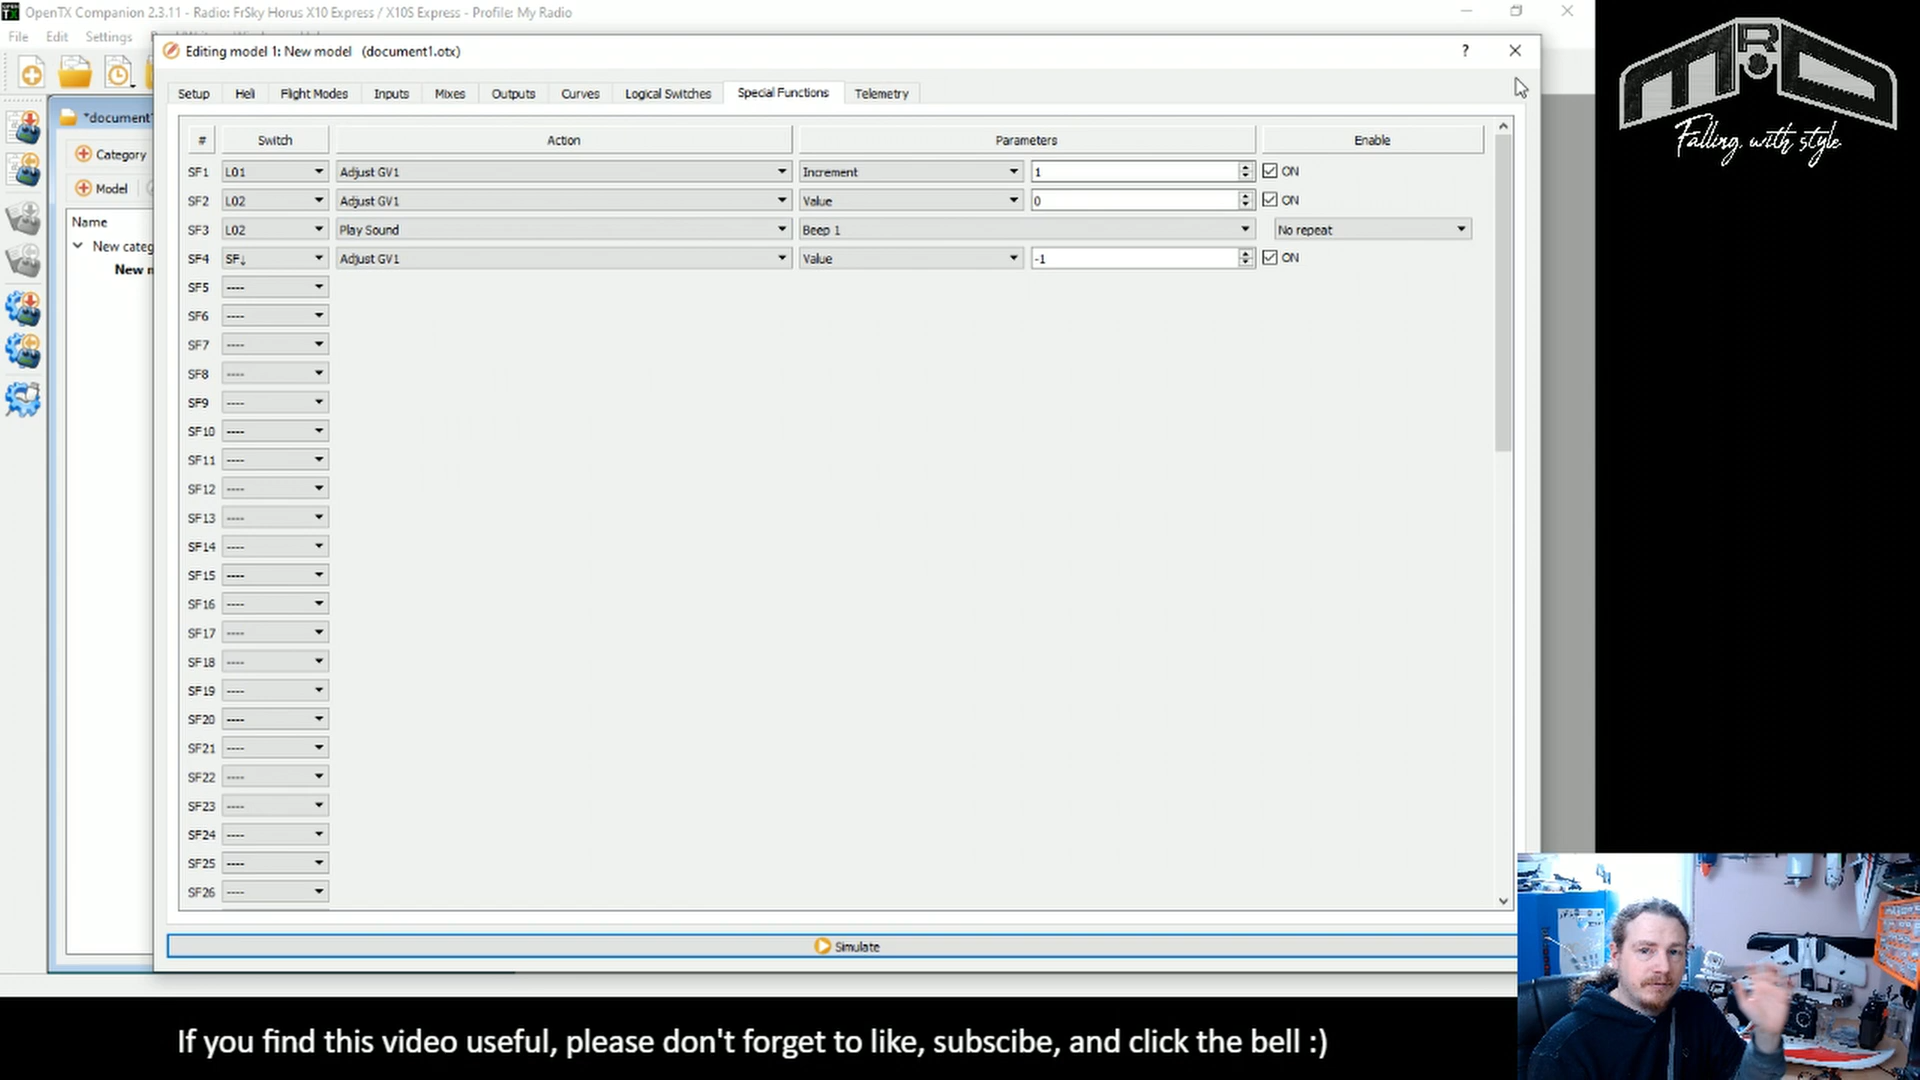 OpenTX Companion 2.3.11 - Radio: FrSky Horus X10 Express / X10S Express - Profile: My Radio
File Edit Settings
Editing model 1: New model (document1.otx) ?
Setup Heli Flight Modes Inputs Mixes Outputs Curves Logical Switches Special Functions Telemetry
*document
Category
Model
Name
New categ
New m
# Switch Action Parameters Enable
SF1 L01 Adjust GV1 Increment 1 ON
SF2 L02 Adjust GV1 Value 0 ON
SF3 L02 Play Sound Beep 1 No repeat
SF4 SF↓ Adjust GV1 Value -1 ON
SF5 ----
SF6 ----
SF7 ----
SF8 ----
SF9 ----
SF10 ----
SF11 ----
SF12 ----
SF13 ----
SF14 ----
SF15 ----
SF16 ----
SF17 ----
SF18 ----
SF19 ----
SF20 ----
SF21 ----
SF22 ----
SF23 ----
SF24 ----
SF25 ----
SF26 ----
Simulate
MRD
Falling with style
If you find this video useful, please don't forget to like, subscibe, and click the bell :)